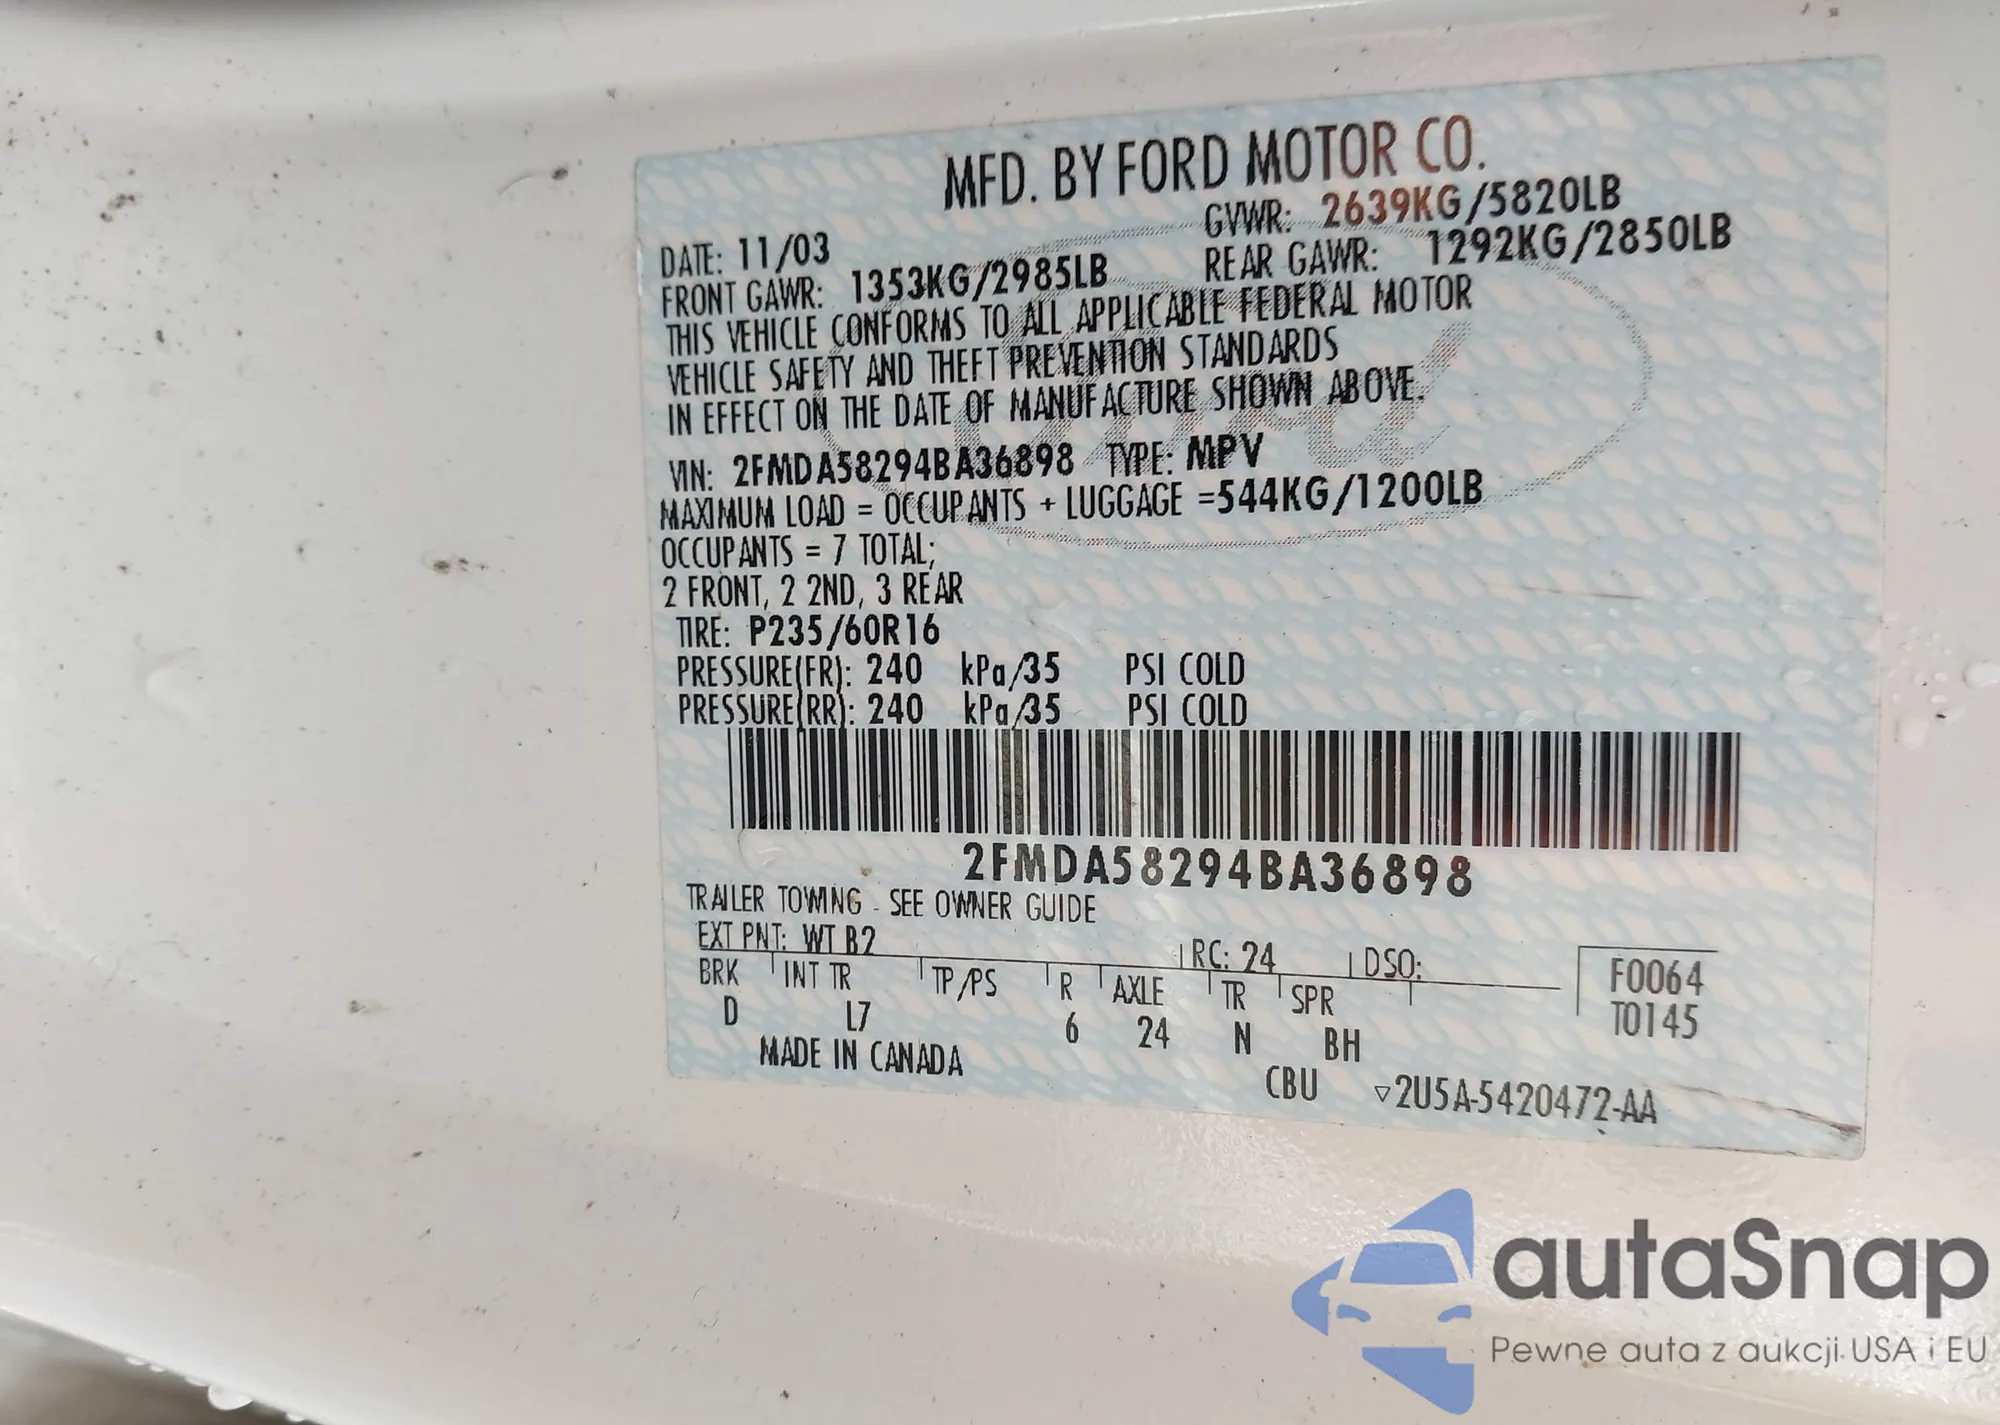 MFD. BY FORD MOTOR CO.
DATE: 11/03 GVWR: 2639KG/5820LB
FRONT GAWR: 1353KG/2985LB REAR GAWR: 1292KG/2850LB
THIS VEHICLE CONFORMS TO ALL APPLICABLE FEDERAL MOTOR
VEHICLE SAFETY AND THEFT PREVENTION STANDARDS
IN EFFECT ON THE DATE OF MANUFACTURE SHOWN ABOVE.
VIN: 2FMDA58294BA36898 TYPE: MPV
MAXIMUM LOAD = OCCUPANTS + LUGGAGE =544KG/1200LB
OCCUPANTS = 7 TOTAL;
2 FRONT, 2 2ND, 3 REAR
TIRE: P235/60R16
PRESSURE(FR): 240 kPa/35 PSI COLD
PRESSURE(RR): 240 kPa/35 PSI COLD
2FMDA58294BA36898
TRAILER TOWING - SEE OWNER GUIDE
EXT PNT: WT B2 RC: 24 DSO:
BRK INT TR TP/PS R AXLE TR SPR
D L7 6 24 N BH
F0064
T0145
MADE IN CANADA
CBU ▽2U5A-5420472-AA
autaSnap
Pewne auta z aukcji USA i EU